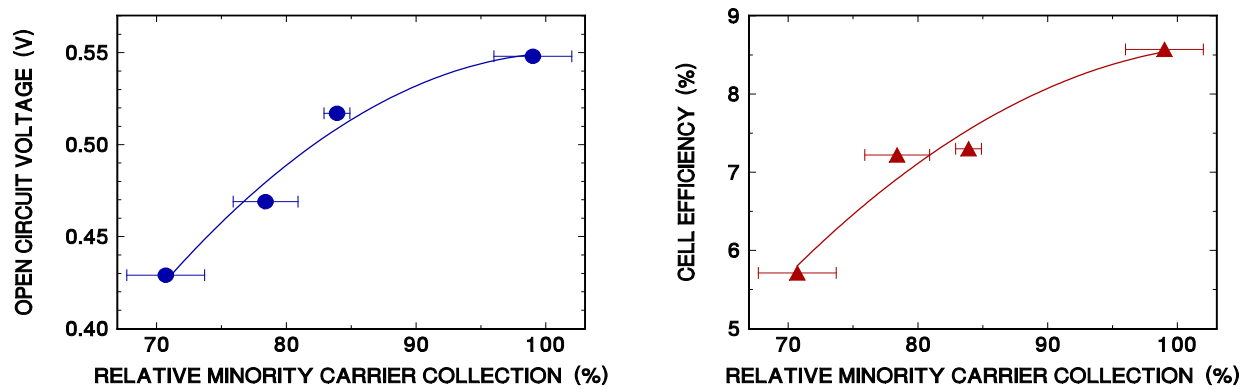 OPEN CIRCUIT VOLTAGE (V)
0.55
0.50
0.45
0.40
70 80 90 100
RELATIVE MINORITY CARRIER COLLECTION (%)
CELL EFFICIENCY (%)
9
8
7
6
5
70 80 90 100
RELATIVE MINORITY CARRIER COLLECTION (%)